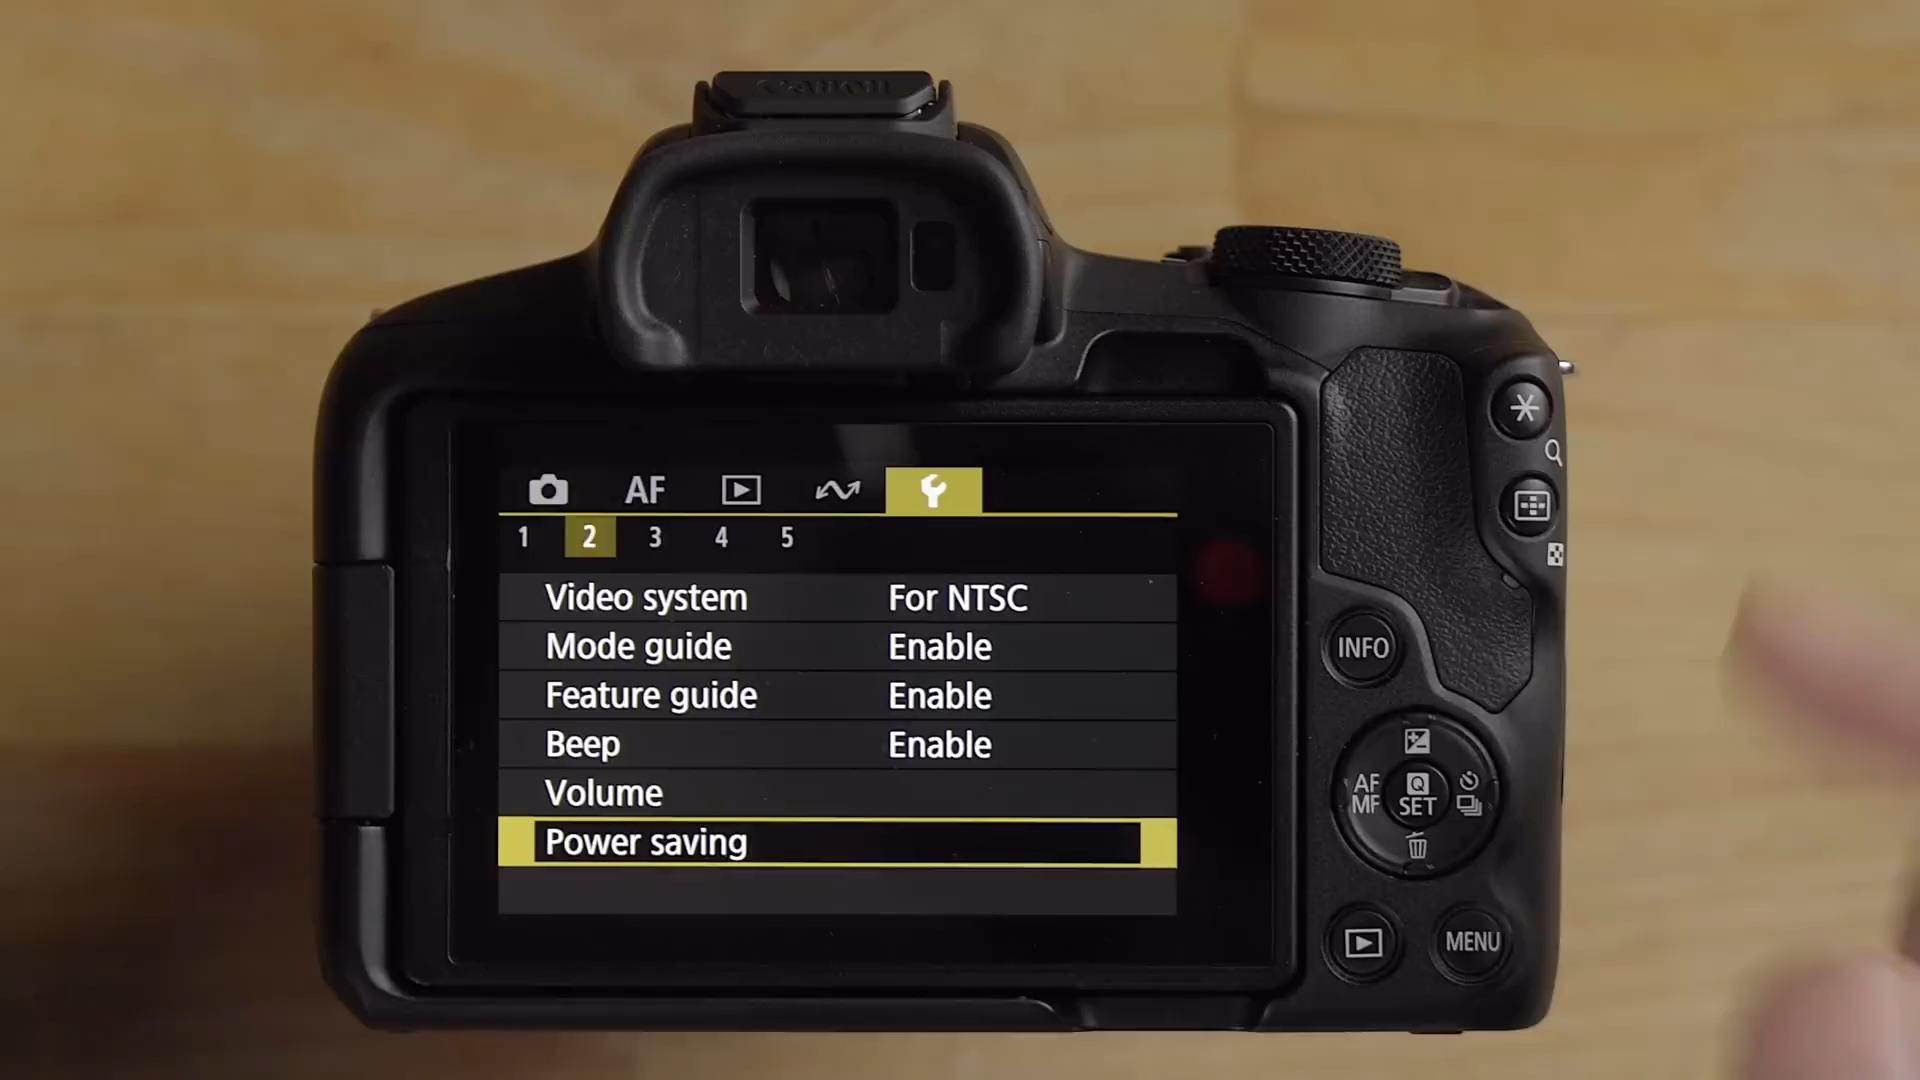 Canon
AF
1 2 3 4 5
Video system For NTSC
Mode guide Enable
Feature guide Enable
Beep Enable
Volume
Power saving
INFO
AF
MF
Q
SET
MENU